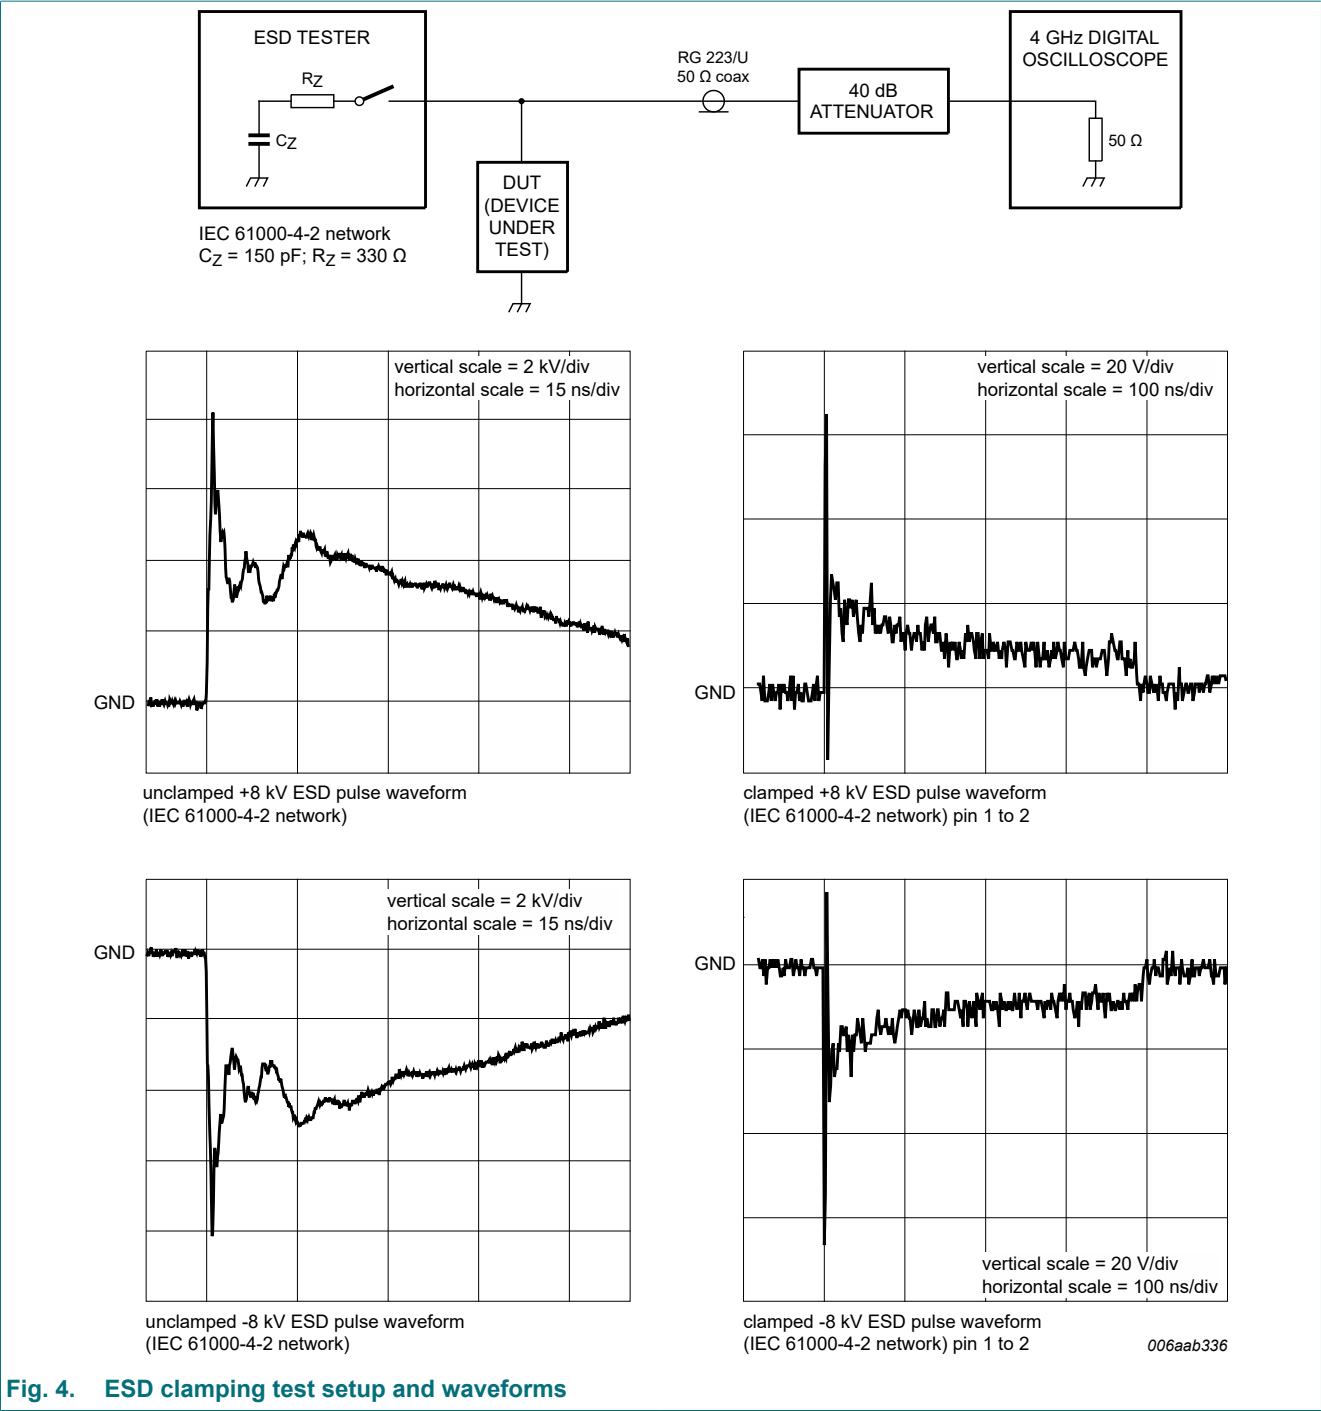 ESD TESTER
RZ
CZ
IEC 61000-4-2 network
CZ = 150 pF; RZ = 330 Ω
DUT
(DEVICE
UNDER
TEST)
RG 223/U
50 Ω coax
40 dB
ATTENUATOR
4 GHz DIGITAL
OSCILLOSCOPE
50 Ω
vertical scale = 2 kV/div
horizontal scale = 15 ns/div
GND
unclamped +8 kV ESD pulse waveform
(IEC 61000-4-2 network)
vertical scale = 20 V/div
horizontal scale = 100 ns/div
GND
clamped +8 kV ESD pulse waveform
(IEC 61000-4-2 network) pin 1 to 2
vertical scale = 2 kV/div
horizontal scale = 15 ns/div
GND
unclamped -8 kV ESD pulse waveform
(IEC 61000-4-2 network)
GND
vertical scale = 20 V/div
horizontal scale = 100 ns/div
clamped -8 kV ESD pulse waveform
(IEC 61000-4-2 network) pin 1 to 2
006aab336
Fig. 4. ESD clamping test setup and waveforms